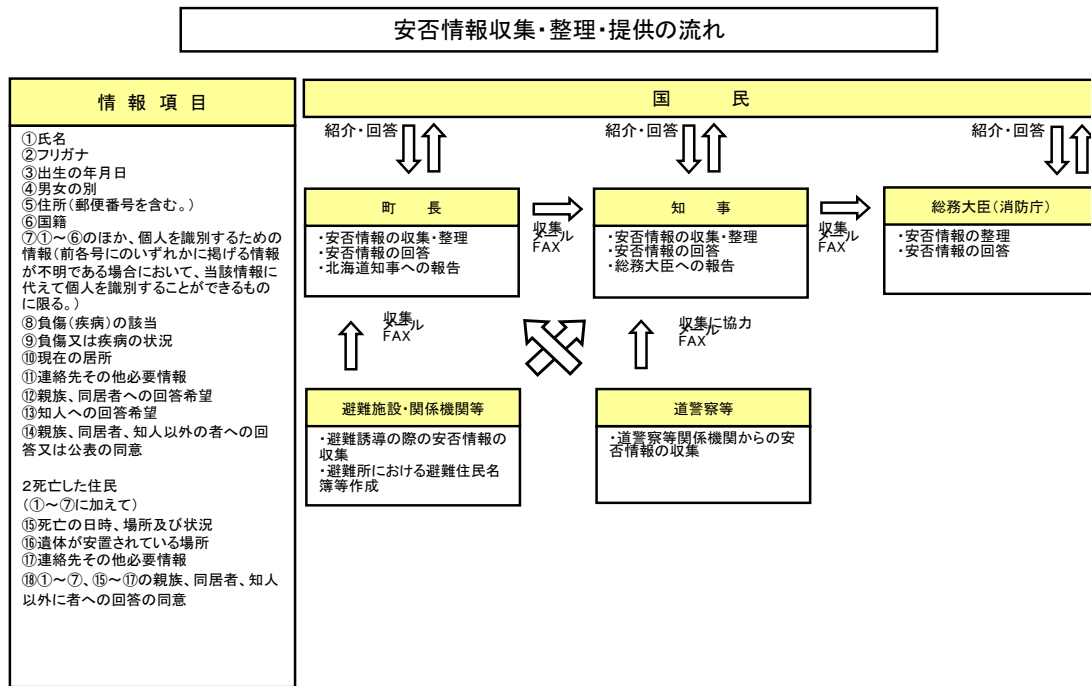 安否情報収集・整理・提供の流れ
情 報 項 目
①氏名
②フリガナ
③出生の年月日
④男女の別
⑤住所(郵便番号を含む。)
⑥国籍
⑦①～⑥のほか、個人を識別するための
情報(前各号にのいずれかに掲げる情報
が不明である場合において、当該情報に
代えて個人を識別することができるもの
に限る。)
⑧負傷(疾病)の該当
⑨負傷又は疾病の状況
⑩現在の居所
⑪連絡先その他必要情報
⑫親族、同居者への回答希望
⑬知人への回答希望
⑭親族、同居者、知人以外の者への回
答又は公表の同意
２死亡した住民
(①～⑦に加えて)
⑮死亡の日時、場所及び状況
⑯遺体が安置されている場所
⑰連絡先その他必要情報
⑱①～⑦、⑮～⑰の親族、同居者、知人
以外に者への回答の同意
国 民
紹介・回答
紹介・回答
紹介・回答
町 長
・安否情報の収集・整理
・安否情報の回答
・北海道知事への報告
収集
メール
FAX
知 事
・安否情報の収集・整理
・安否情報の回答
・総務大臣への報告
収集
メール
FAX
総務大臣(消防庁)
・安否情報の整理
・安否情報の回答
収集
メール
FAX
収集に協力
メール
FAX
避難施設・関係機関等
・避難誘導の際の安否情報の
収集
・避難所における避難住民名
簿等作成
道警察等
・道警察等関係機関からの安
否情報の収集